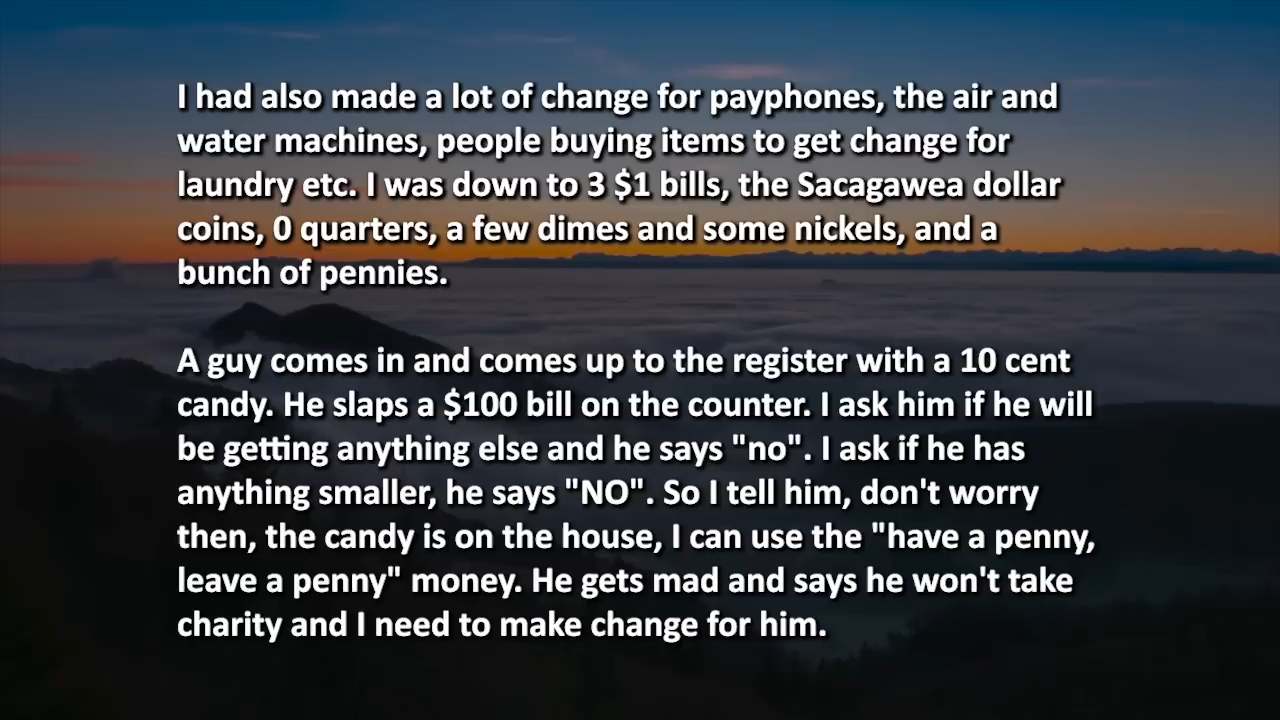 I had also made a lot of change for payphones, the air and
water machines, people buying items to get change for
laundry etc. I was down to 3 $1 bills, the Sacagawea dollar
coins, 0 quarters, a few dimes and some nickels, and a
bunch of pennies.
A guy comes in and comes up to the register with a 10 cent
candy. He slaps a $100 bill on the counter. I ask him if he will
be getting anything else and he says "no". I ask if he has
anything smaller, he says "NO". So I tell him, don't worry
then, the candy is on the house, I can use the "have a penny,
leave a penny" money. He gets mad and says he won't take
charity and I need to make change for him.